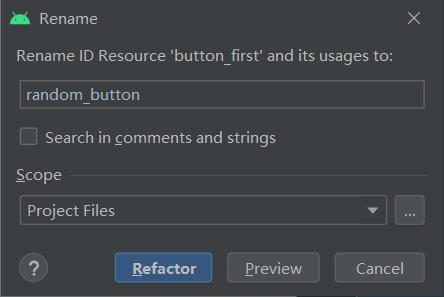 Rename
Rename ID Resource 'button_first' and its usages to:
random_button
Search in comments and strings
Scope
Project Files
...
?
Refactor
Preview
Cancel